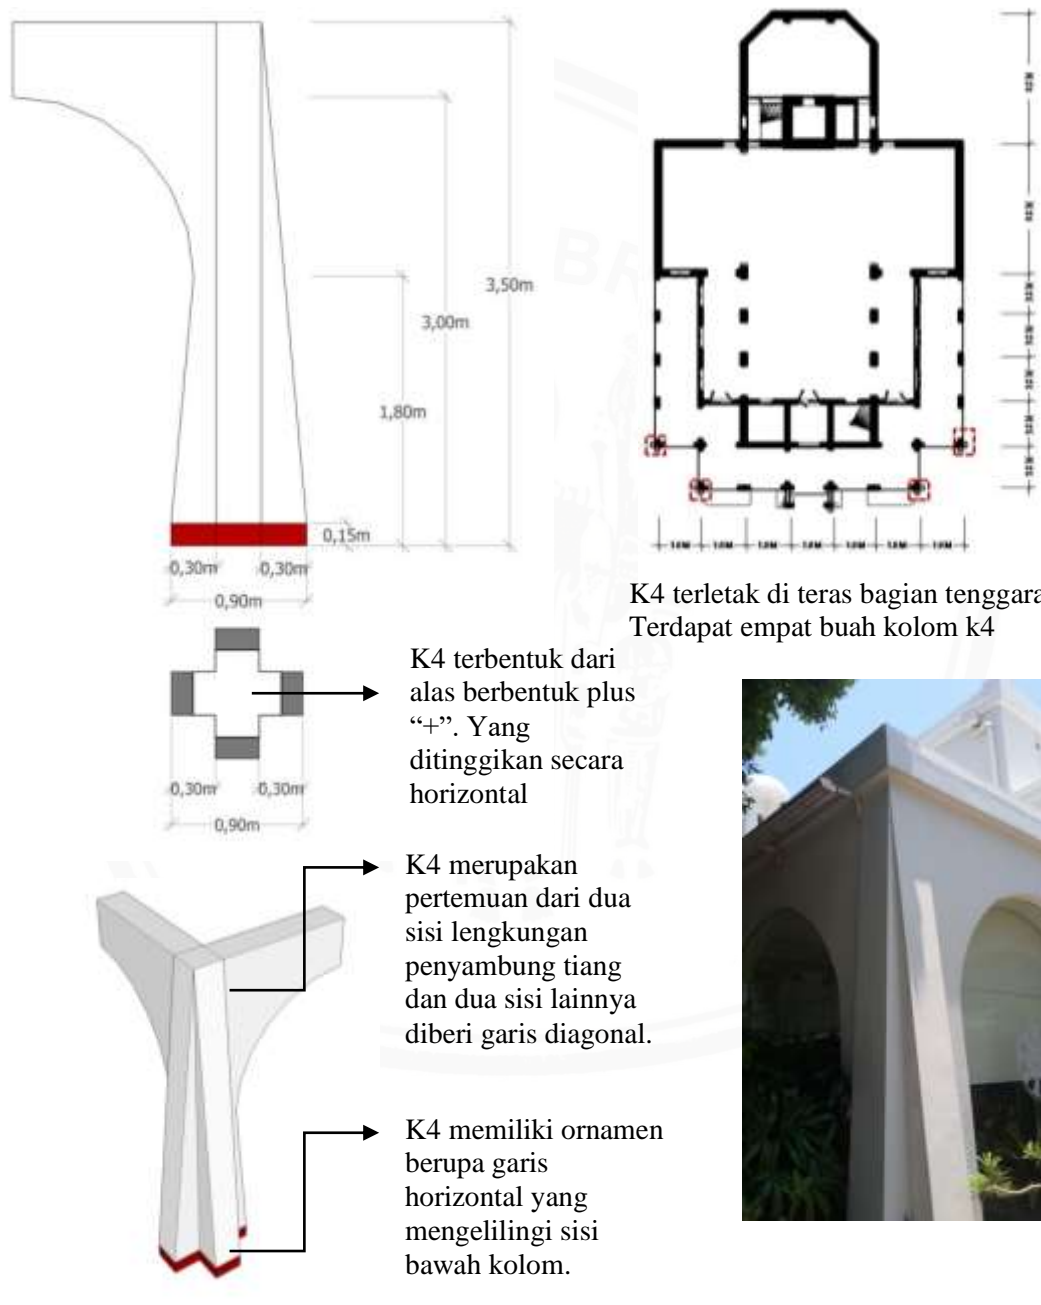 3,50m
3,00m
1,80m
0,15m
0,30m
0,30m
0,90m
K4 terletak di teras bagian tenggara
Terdapat empat buah kolom k4
K4 terbentuk dari
alas berbentuk plus
“+”. Yang
ditinggikan secara
horizontal
0,30m
0,30m
0,90m
K4 merupakan
pertemuan dari dua
sisi lengkungan
penyambung tiang
dan dua sisi lainnya
diberi garis diagonal.
K4 memiliki ornamen
berupa garis
horizontal yang
mengelilingi sisi
bawah kolom.